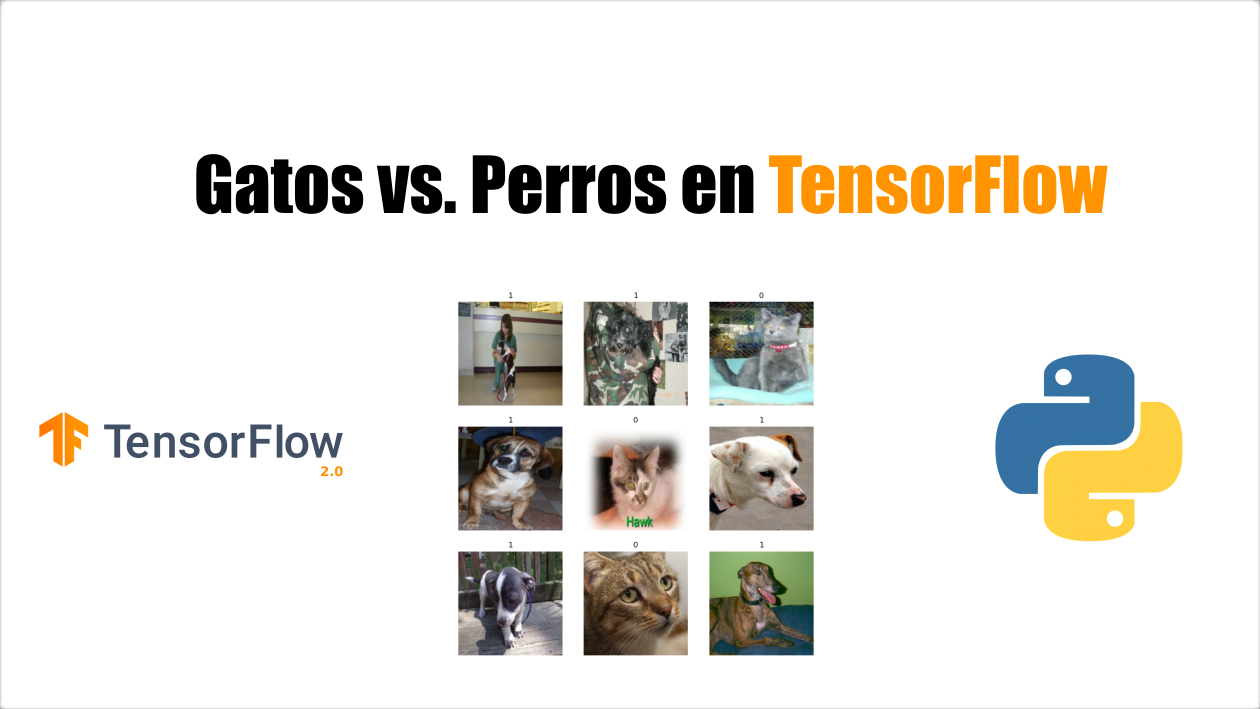 Gatos vs. Perros en TensorFlow
1 1 0
TensorFlow
2.0
1 0 1
Hawk
1 0 1